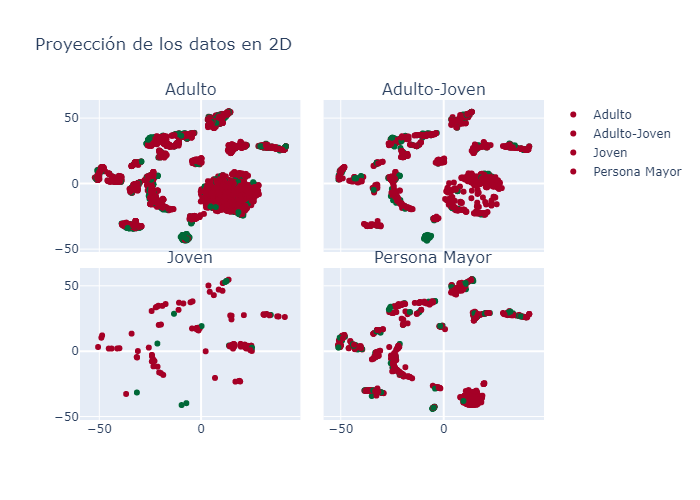 Proyección de los datos en 2D
Adulto
Adulto-Joven
50
0
−50
Adulto
Adulto-Joven
Joven
Persona Mayor
Joven
Persona Mayor
50
0
−50
−50
0
−50
0